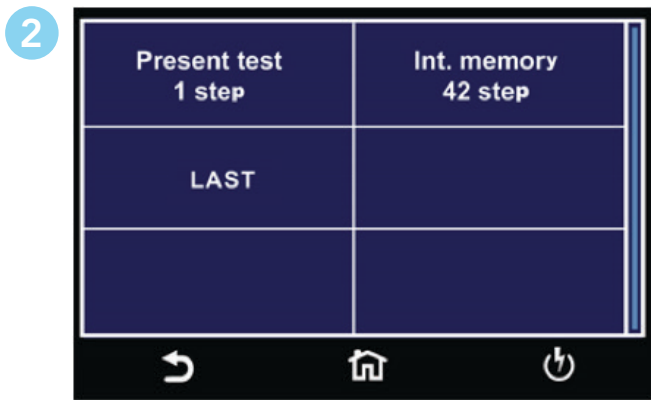 2
Present test
1 step
Int. memory
42 step
LAST